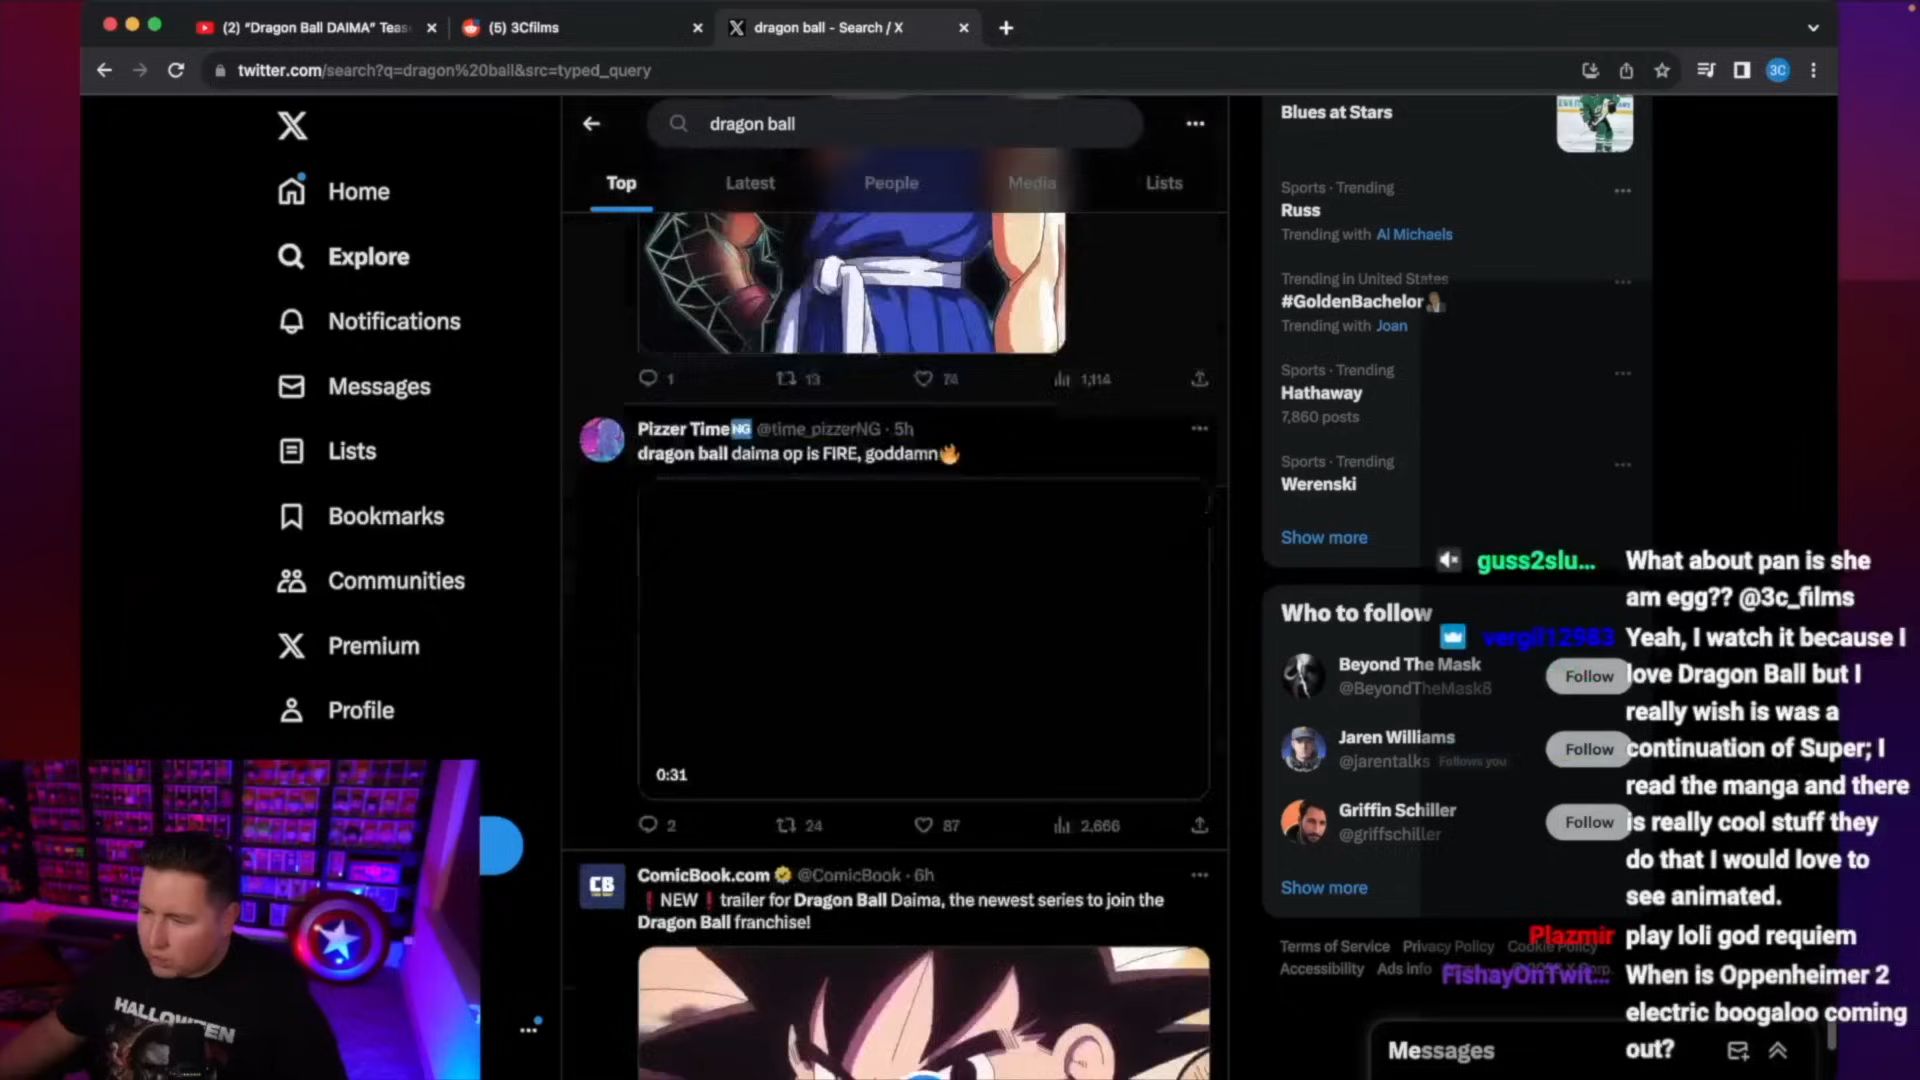 (2) “Dragon Ball DAIMA” Teas
(5) 3Cfilms
dragon ball - Search / X
twitter.com/search?q=dragon%20ball&src=typed_query
3C
Home
Explore
Notifications
Messages
Lists
Bookmarks
Communities
Premium
Profile
dragon ball
Top
Latest
People
Media
Lists
1
13
74
1,114
Pizzer Time NG @time_pizzerNG · 5h
dragon ball daima op is FIRE, goddamn🔥
0:31
2
24
87
2,666
CB
ComicBook.com @ComicBook · 6h
❗NEW❗ trailer for Dragon Ball Daima, the newest series to join the
Dragon Ball franchise!
Blues at Stars
Sports · Trending
Russ
Trending with Al Michaels
Trending in United States
#GoldenBachelor
Trending with Joan
Sports · Trending
Hathaway
7,860 posts
Sports · Trending
Werenski
Show more
Who to follow
Beyond The Mask
@BeyondTheMask8
Follow
Jaren Williams
@jarentalks Follows you
Follow
Griffin Schiller
@griffschiller
Follow
Show more
Terms of Service Privacy Policy Cookie Policy
Accessibility Ads info
Messages
guss2slu... What about pan is she
am egg?? @3c_films
vergil12983 Yeah, I watch it because I
love Dragon Ball but I
really wish is was a
continuation of Super; I
read the manga and there
is really cool stuff they
do that I would love to
see animated.
Plazmir play loli god requiem
FishayOnTwit... When is Oppenheimer 2
electric boogaloo coming
out?
HALLOWEEN